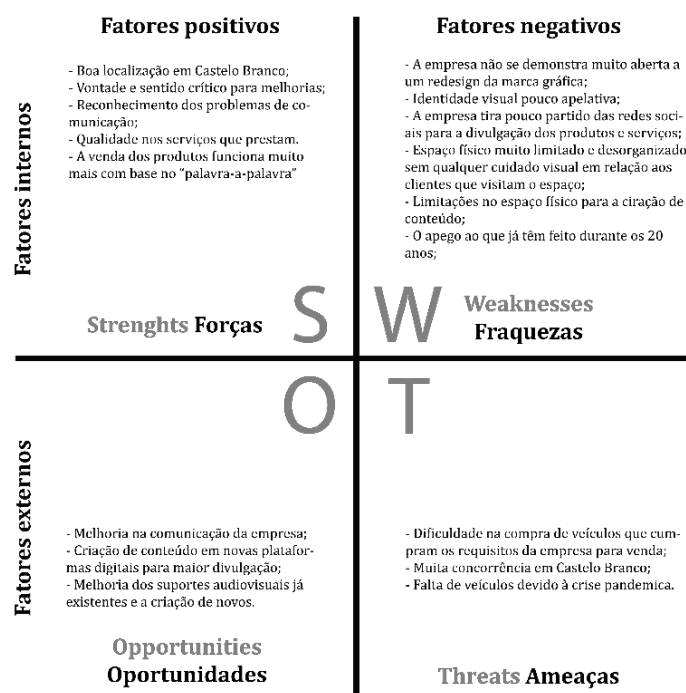 Fatores positivos
Fatores negativos
Fatores internos
- Boa localização em Castelo Branco;
- Vontade e sentido crítico para melhorias;
- Reconhecimento dos problemas de co-
municação;
- Qualidade nos serviços que prestam.
- A venda dos produtos funciona muito
mais com base no “palavra-a-palavra”
Strenghts Forças
S
- A empresa não se demonstra muito aberta a
um redesign da marca gráfica;
- Identidade visual pouco apelativa;
- A empresa tira pouco partido das redes soci-
ais para a divulgação dos produtos e serviços;
- Espaço físico muito limitado e desorganizado
sem qualquer cuidado visual em relação aos
clientes que visitam o espaço;
- Limitações no espaço físico para a ciração de
conteúdo;
- O apego ao que já têm feito durante os 20
anos;
W
Weaknesses
Fraquezas
Fatores externos
O
- Melhoria na comunicação da empresa;
- Criação de conteúdo em novas platafor-
mas digitais para maior divulgação;
- Melhoria dos suportes audiovisuais já
existentes e a criação de novos.
Opportunities
Oportunidades
T
- Dificuldade na compra de veículos que cum-
pram os requisitos da empresa para venda;
- Muita concorrência em Castelo Branco;
- Falta de veículos devido à crise pandemica.
Threats Ameaças